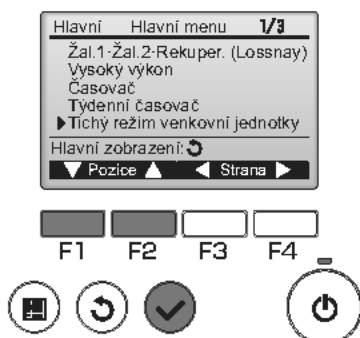 Hlavní Hlavní menu 1/3
Žal.1-Žal.2-Rekuper. (Lossnay)
Vysoký výkon
Časovač
Týdenní časovač
▶Tichý režim venkovní jednotky
Hlavní zobrazení:
▼ Pozice ▲ ◀ Strana ▶
F1 F2 F3 F4